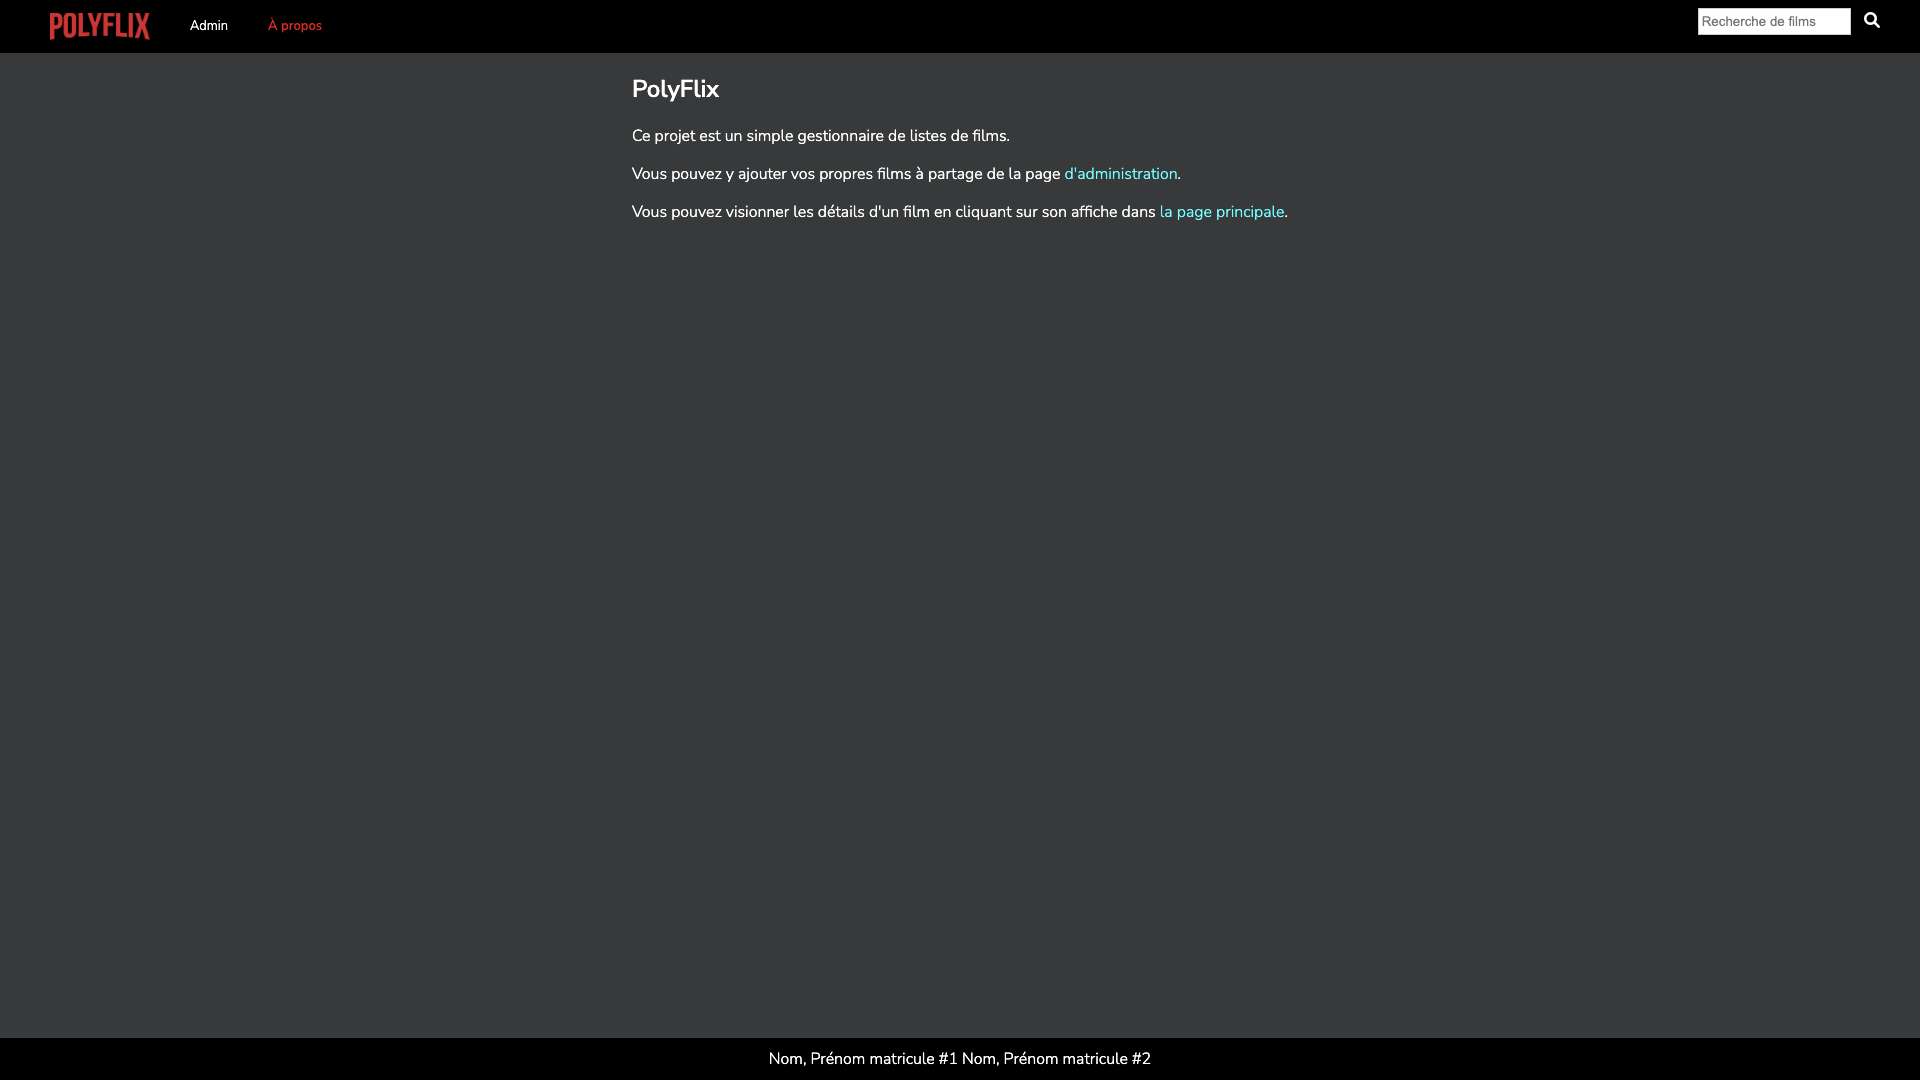 POLYFLIX
Admin
À propos
Recherche de films
PolyFlix
Ce projet est un simple gestionnaire de listes de films.
Vous pouvez y ajouter vos propres films à partage de la page d'administration.
Vous pouvez visionner les détails d'un film en cliquant sur son affiche dans la page principale.
Nom, Prénom matricule #1 Nom, Prénom matricule #2